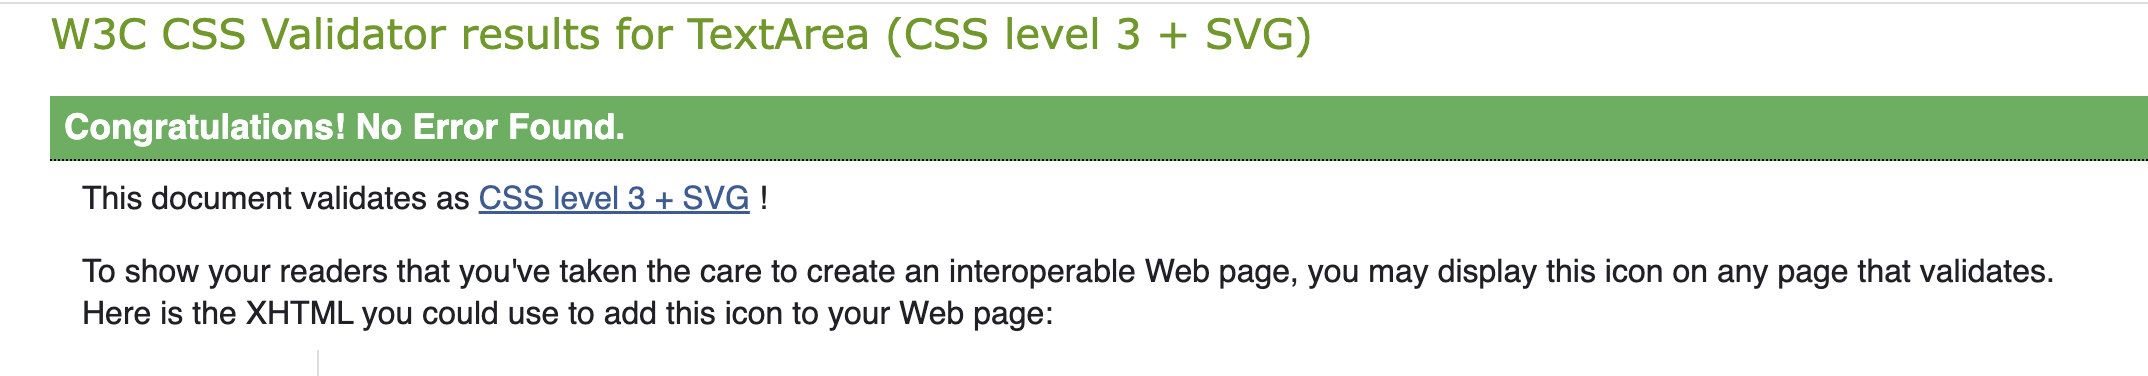 W3C CSS Validator results for TextArea (CSS level 3 + SVG)
Congratulations! No Error Found.
This document validates as CSS level 3 + SVG !
To show your readers that you've taken the care to create an interoperable Web page, you may display this icon on any page that validates.
Here is the XHTML you could use to add this icon to your Web page: